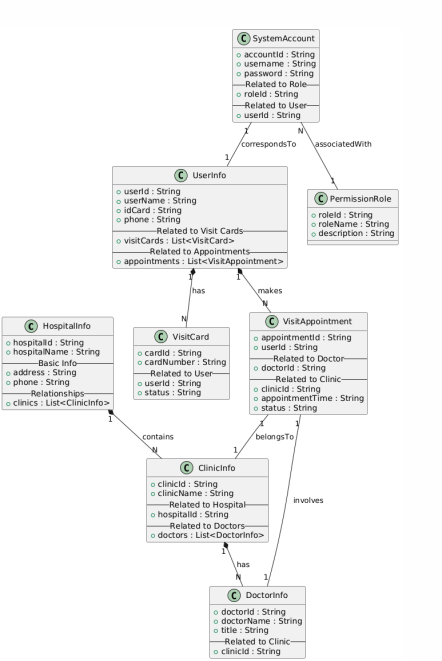 C SystemAccount
accountId : String
username : String
password : String
Related to Role
roleId : String
Related to User
userId : String
1
N
correspondsTo
associatedWith
1
1
C UserInfo
userId : String
userName : String
idCard : String
phone : String
Related to Visit Cards
visitCards : List<VisitCard>
Related to Appointments
appointments : List<VisitAppointment>
C PermissionRole
roleId : String
roleName : String
description : String
1
1
has
makes
N
N
C HospitalInfo
hospitalId : String
hospitalName : String
Basic Info
address : String
phone : String
Relationships
clinics : List<ClinicInfo>
C VisitCard
cardId : String
cardNumber : String
Related to User
userId : String
status : String
C VisitAppointment
appointmentId : String
userId : String
Related to Doctor
doctorId : String
Related to Clinic
clinicId : String
appointmentTime : String
status : String
1
1
1
contains
belongsTo
N
1
C ClinicInfo
clinicId : String
clinicName : String
Related to Hospital
hospitalId : String
Related to Doctors
doctors : List<DoctorInfo>
involves
1
has
N
1
C DoctorInfo
doctorId : String
doctorName : String
title : String
Related to Clinic
clinicId : String